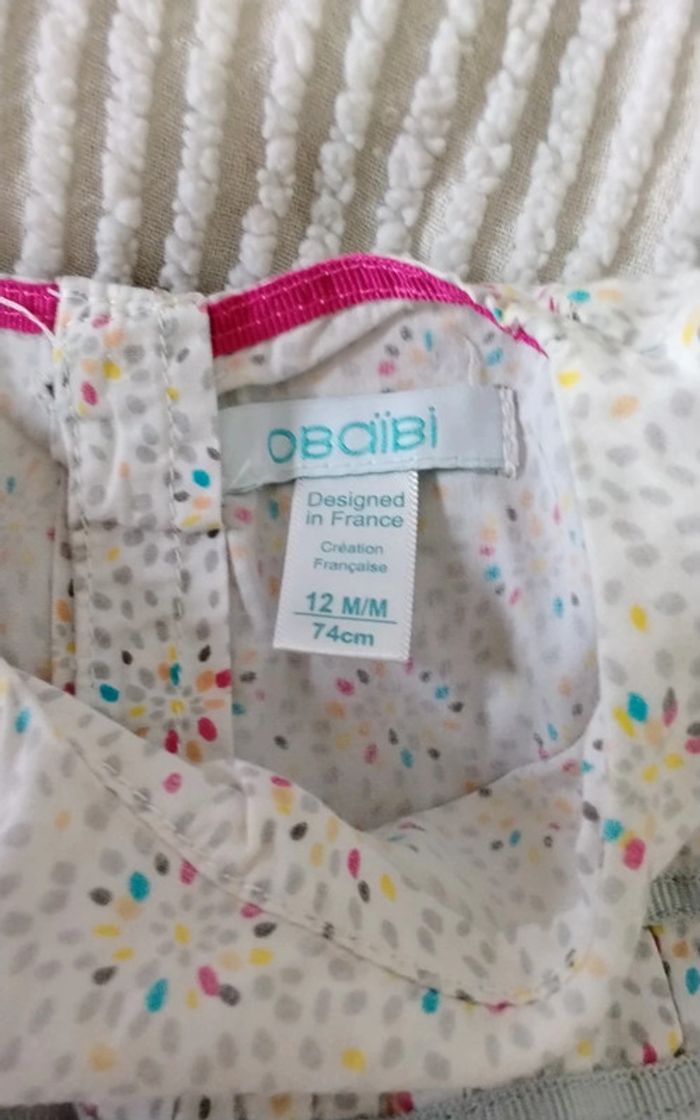 OBaïBi
Designed
in France
Création
Française
12 M/M
74cm